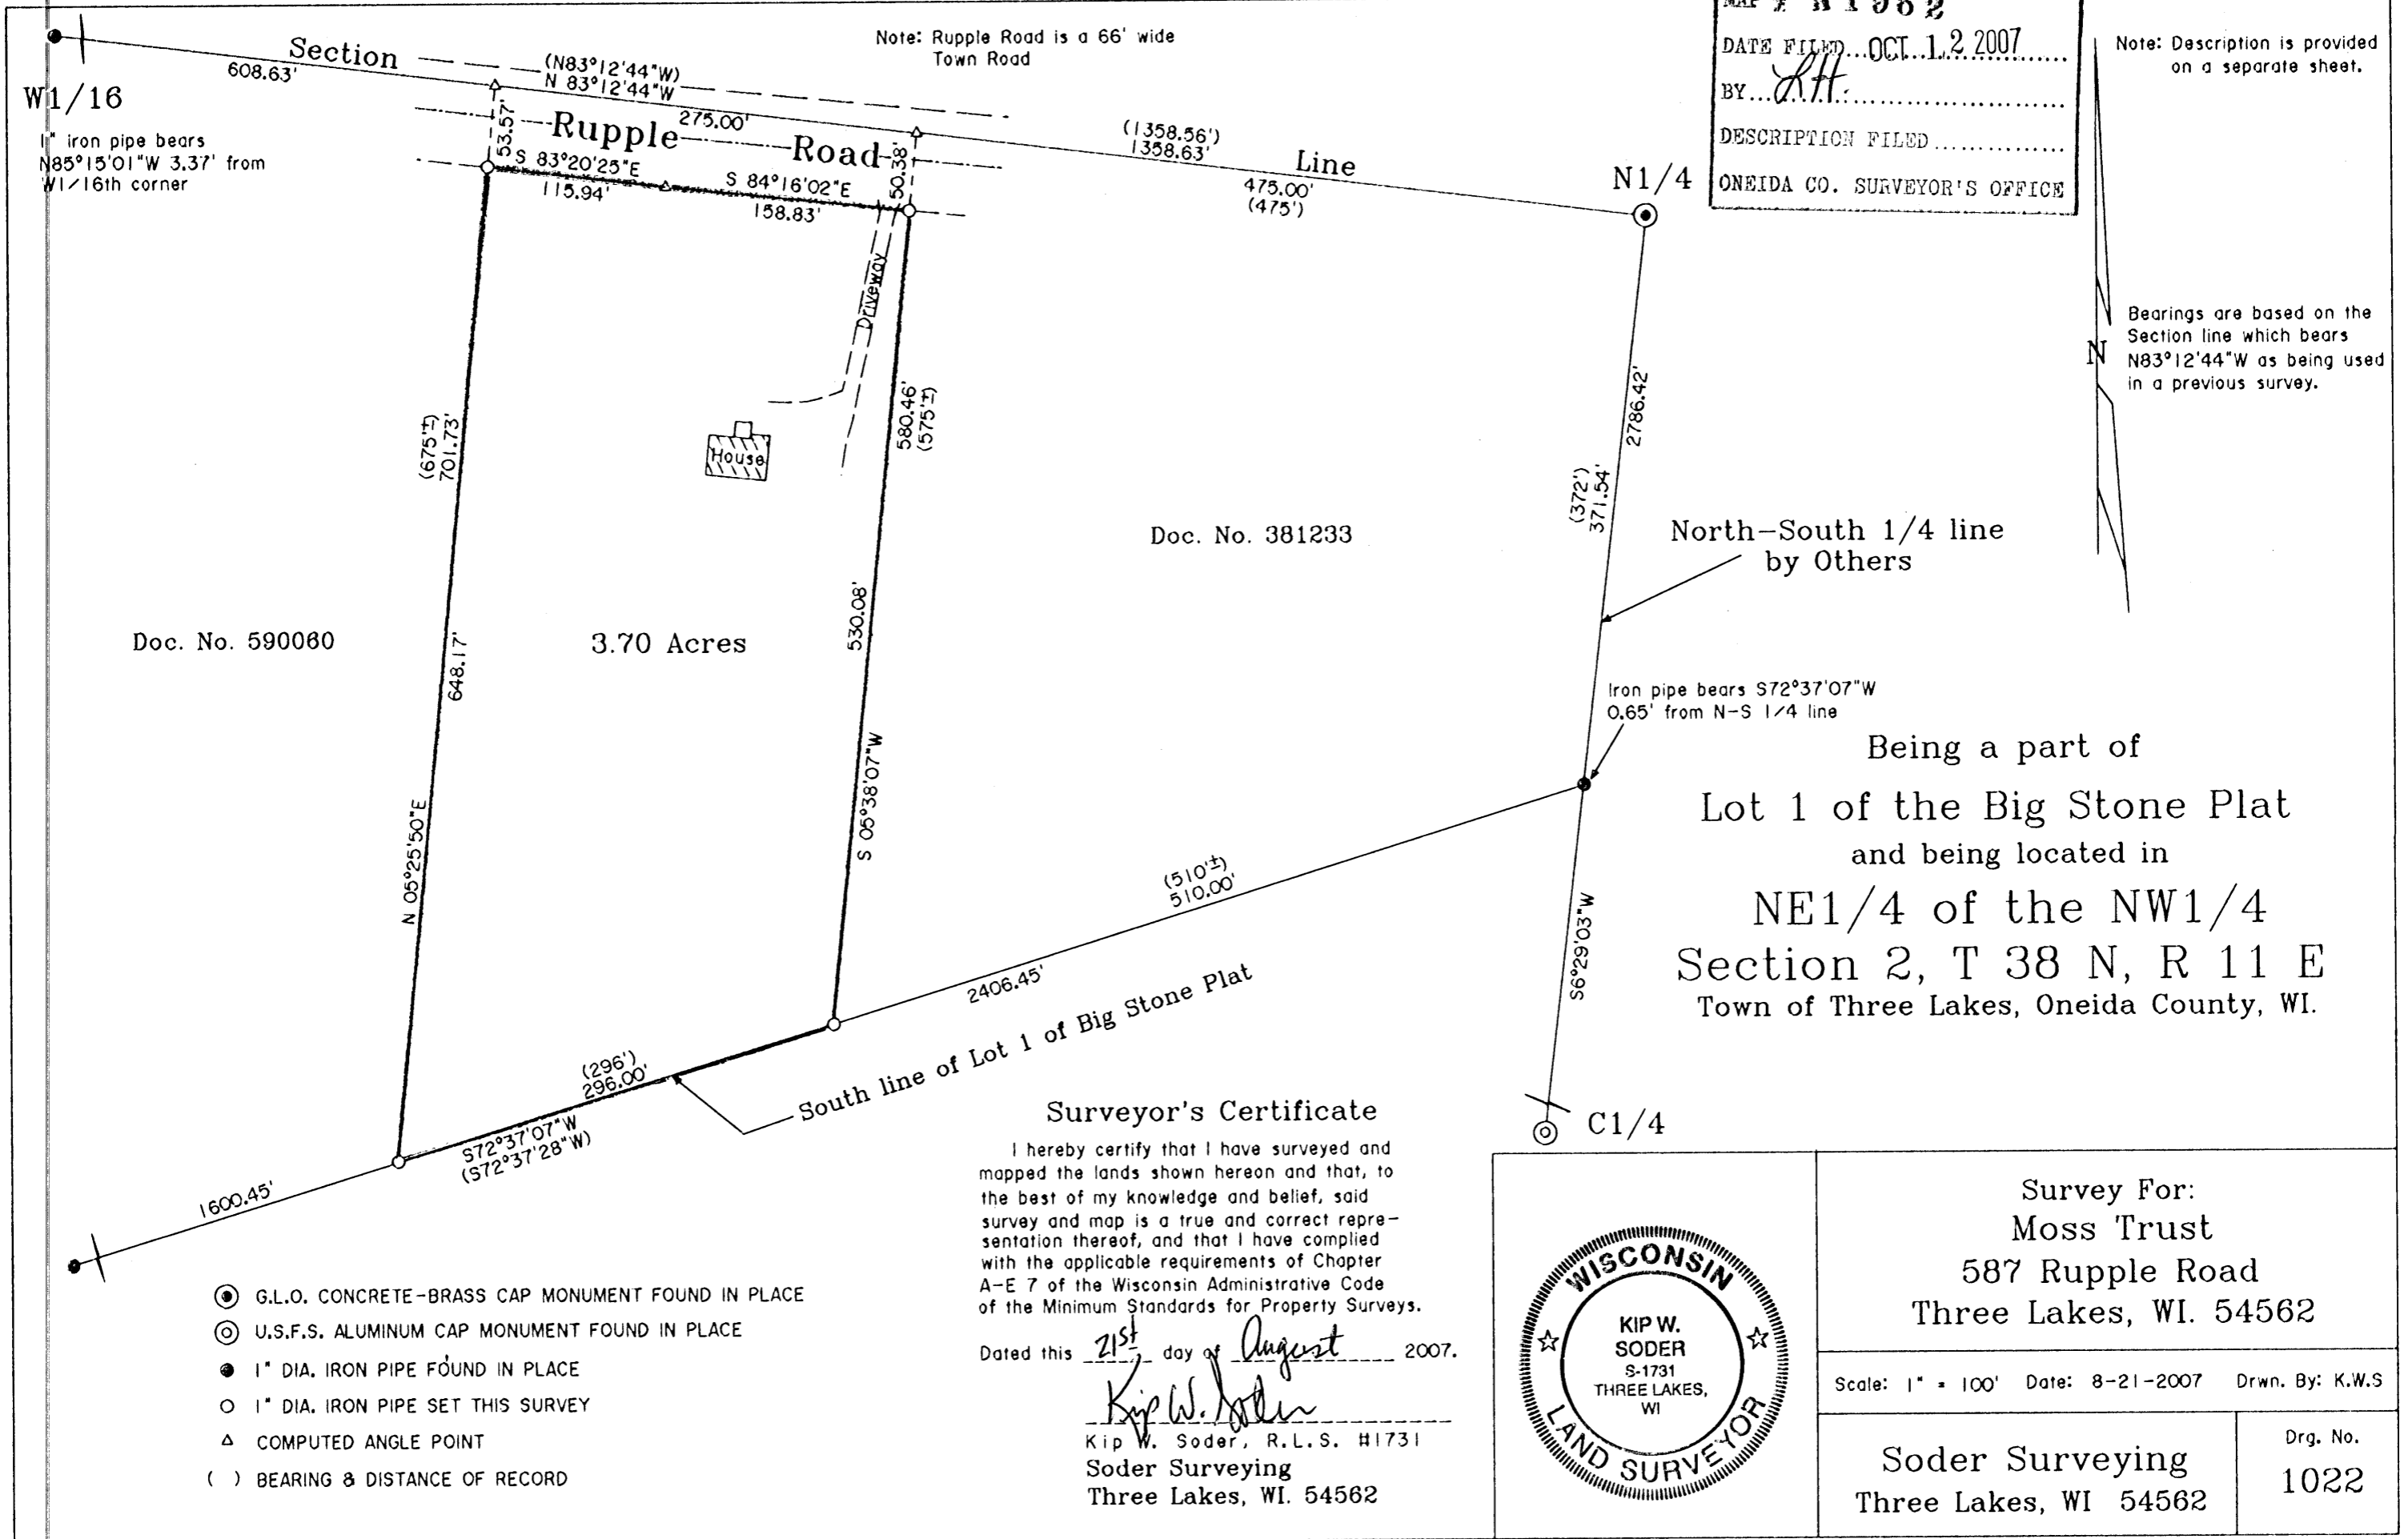 Section
608.63'
W1/16
1" iron pipe bears
N85°15'01"W 3.37' from
W1/16th corner
Note: Rupple Road is a 66' wide
Town Road
(N83°12'44"W)
N 83°12'44"W
275.00'
53.57'
Rupple Road
S 83°20'25"E
115.94'
S 84°16'02"E
158.83'
50.38'
(1358.56')
1358.63'
Line
475.00'
(475')
N1/4
DATE FILED...OCT 12 2007
BY...
DESCRIPTION FILED
ONEIDA CO. SURVEYOR'S OFFICE
Note: Description is provided
on a separate sheet.
N
Bearings are based on the
Section line which bears
N83°12'44"W as being used
in a previous survey.
Driveway
House
(675'±)
701.73'
580.46'
(575'±)
2786.42'
(372')
371.54'
Doc. No. 381233
North-South 1/4 line
by Others
Doc. No. 590060
3.70 Acres
648.17'
530.08'
N 05°25'50"E
S 05°38'07"W
Iron pipe bears S72°37'07"W
0.65' from N-S 1/4 line
Being a part of
Lot 1 of the Big Stone Plat
and being located in
NE1/4 of the NW1/4
Section 2, T 38 N, R 11 E
Town of Three Lakes, Oneida County, WI.
(510'±)
510.00'
2406.45'
S6°29'03"W
C1/4
(296')
296.00'
South line of Lot 1 of Big Stone Plat
S72°37'07"W
(S72°37'28"W)
1600.45'
G.L.O. CONCRETE-BRASS CAP MONUMENT FOUND IN PLACE
U.S.F.S. ALUMINUM CAP MONUMENT FOUND IN PLACE
1" DIA. IRON PIPE FOUND IN PLACE
1" DIA. IRON PIPE SET THIS SURVEY
COMPUTED ANGLE POINT
( ) BEARING & DISTANCE OF RECORD
Surveyor's Certificate
I hereby certify that I have surveyed and
mapped the lands shown hereon and that, to
the best of my knowledge and belief, said
survey and map is a true and correct repre-
sentation thereof, and that I have complied
with the applicable requirements of Chapter
A-E 7 of the Wisconsin Administrative Code
of the Minimum Standards for Property Surveys.
Dated this 21st day of August 2007.
Kip W. Soder
Kip W. Soder, R.L.S. #1731
Soder Surveying
Three Lakes, WI. 54562
WISCONSIN
KIP W.
SODER
S-1731
THREE LAKES,
WI
LAND SURVEYOR
Survey For:
Moss Trust
587 Rupple Road
Three Lakes, WI. 54562
Scale: 1" = 100' Date: 8-21-2007 Drwn. By: K.W.S
Soder Surveying
Three Lakes, WI 54562
Drg. No.
1022